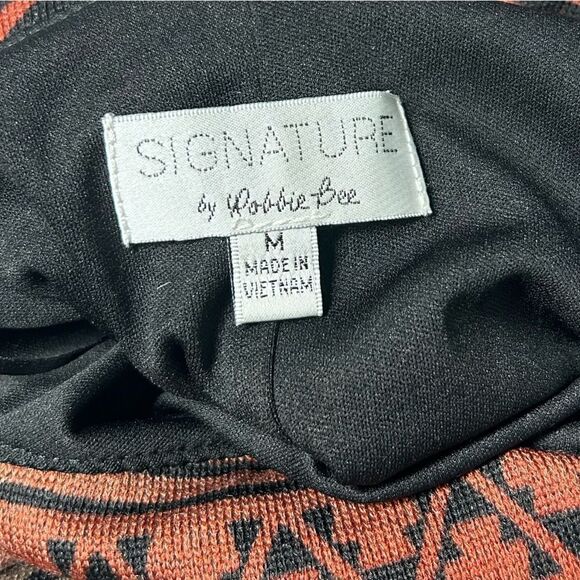 SIGNATURE
by Robbie Bee
M
MADE IN
VIETNAM